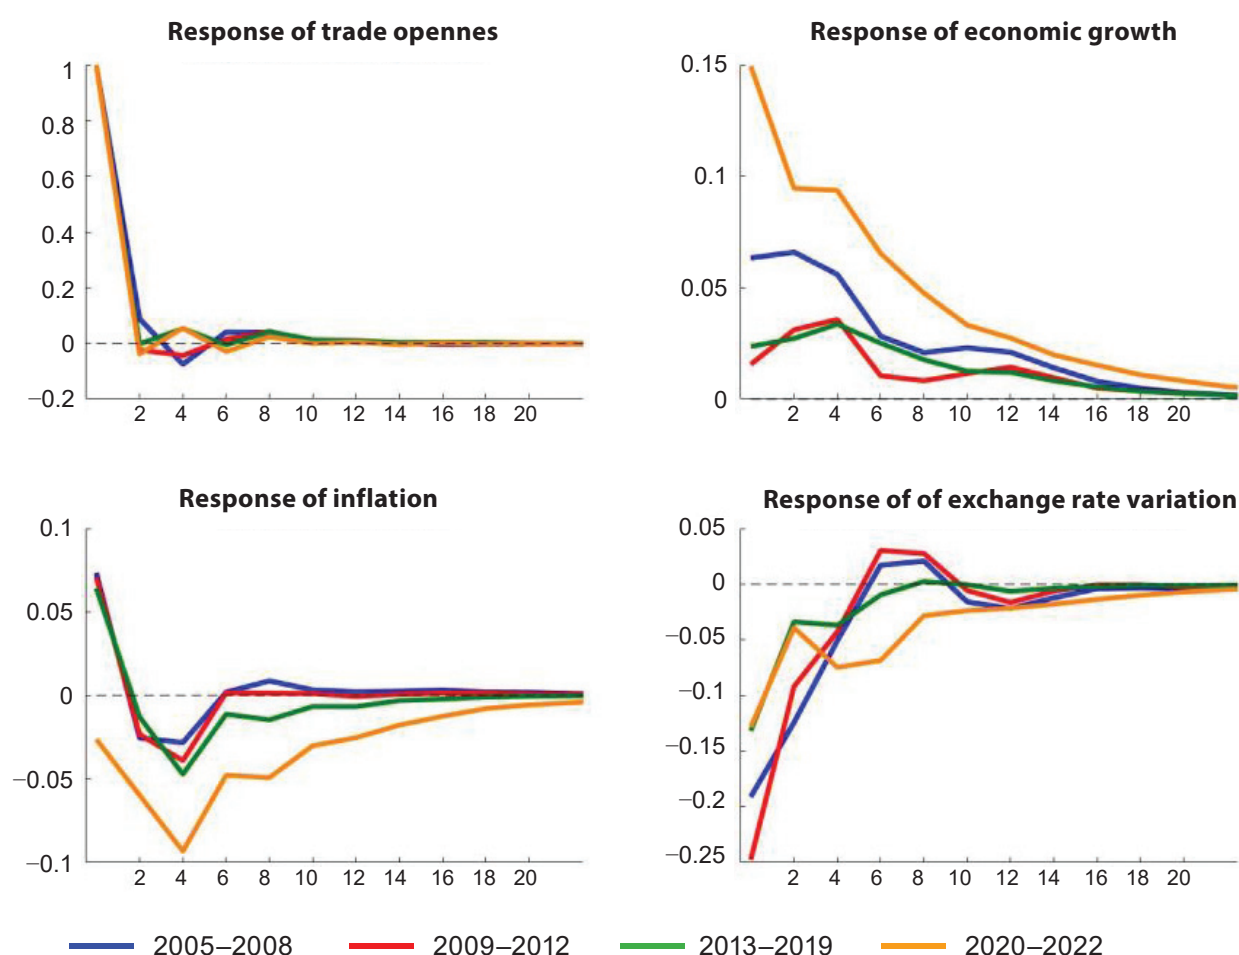 Response of trade opennes
1
0.8
0.6
0.4
0.2
0
−0.2
2 4 6 8 10 12 14 16 18 20
Response of economic growth
0.15
0.1
0.05
0
2 4 6 8 10 12 14 16 18 20
Response of inflation
0.1
0.05
0
−0.05
−0.1
2 4 6 8 10 12 14 16 18 20
Response of of exchange rate variation
0.05
0
−0.05
−0.1
−0.15
−0.2
−0.25
2 4 6 8 10 12 14 16 18 20
2005–2008 2009–2012 2013–2019 2020–2022